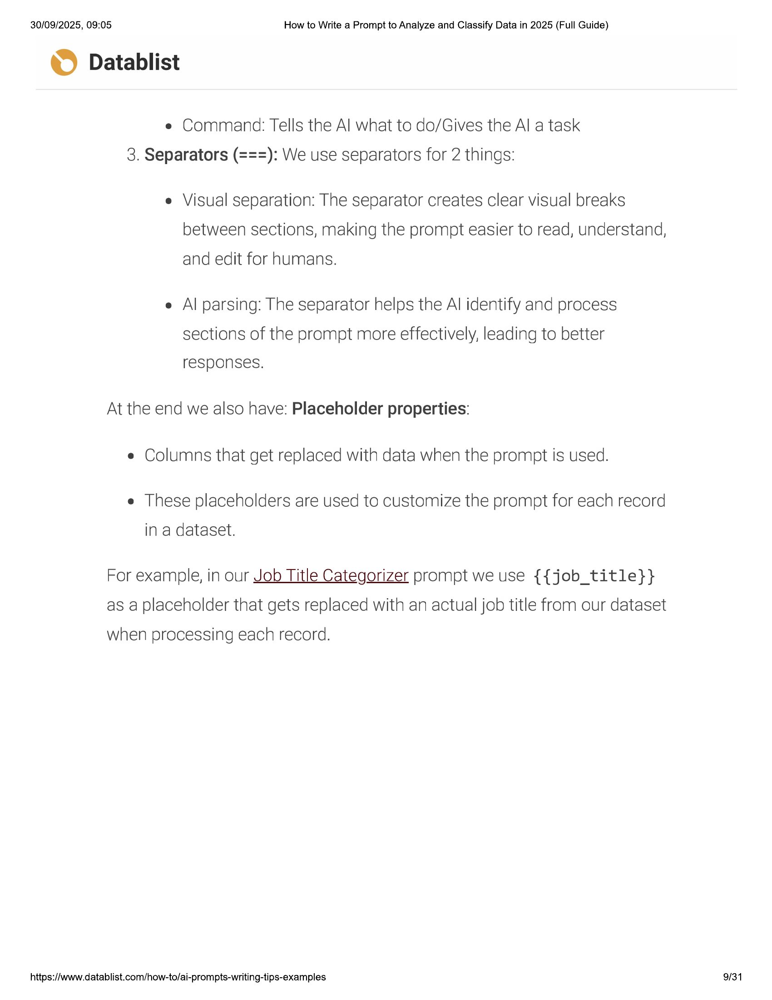 30/09/2025, 09:05
How to Write a Prompt to Analyze and Classify Data in 2025 (Full Guide)
Datablist
• Command: Tells the AI what to do/Gives the AI a task
3. Separators (===): We use separators for 2 things:
• Visual separation: The separator creates clear visual breaks
between sections, making the prompt easier to read, understand,
and edit for humans.
• AI parsing: The separator helps the AI identify and process
sections of the prompt more effectively, leading to better
responses.
At the end we also have: Placeholder properties:
• Columns that get replaced with data when the prompt is used.
• These placeholders are used to customize the prompt for each record
in a dataset.
For example, in our Job Title Categorizer prompt we use {{job_title}}
as a placeholder that gets replaced with an actual job title from our dataset
when processing each record.
https://www.datablist.com/how-to/ai-prompts-writing-tips-examples
9/31